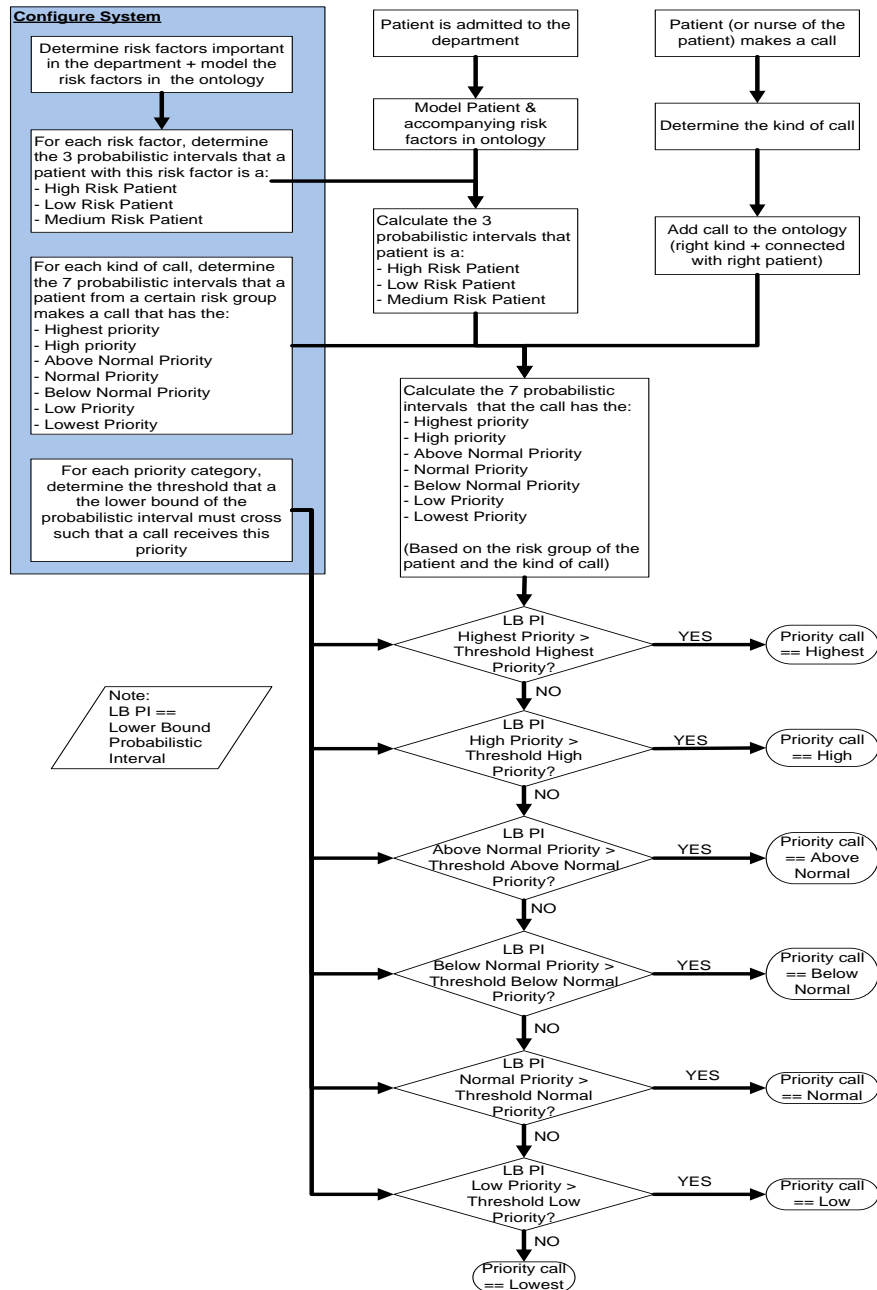 Configure System
Determine risk factors important
in the department + model the
risk factors in  the ontology
For each risk factor, determine
the 3 probabilistic intervals that a
patient with this risk factor is a:
- High Risk Patient
- Low Risk Patient
- Medium Risk Patient
For each kind of call, determine
the 7 probabilistic intervals that a
patient from a certain risk group
makes a call that has the:
- Highest priority
- High priority
- Above Normal Priority
- Normal Priority
- Below Normal Priority
- Low Priority
- Lowest Priority
For each priority category,
determine the threshold that a
the lower bound of the
probabilistic interval must cross
such that a call receives this
priority
Patient is admitted to the
department
Model Patient &
accompanying risk
factors in ontology
Calculate the 3
probabilistic intervals that
patient is a:
- High Risk Patient
- Low Risk Patient
- Medium Risk Patient
Patient (or nurse of the
patient) makes a call
Determine the kind of call
Add call to the ontology
(right kind + connected
with right patient)
Calculate the 7 probabilistic
intervals  that the call has the:
- Highest priority
- High priority
- Above Normal Priority
- Normal Priority
- Below Normal Priority
- Low Priority
- Lowest Priority
(Based on the risk group of the
patient and the kind of call)
LB PI
Highest Priority >
Threshold Highest
Priority?
YES
Priority call
== Highest
NO
Note:
LB PI ==
Lower Bound
Probabilistic
Interval
LB PI
High Priority >
Threshold High
Priority?
YES
Priority call
== High
NO
LB PI
Above Normal Priority >
Threshold Above Normal
Priority?
YES
Priority call
== Above
Normal
NO
LB PI
Below Normal Priority >
Threshold Below Normal
Priority?
YES
Priority call
== Below
Normal
NO
LB PI
Normal Priority >
Threshold Normal
Priority?
YES
Priority call
== Normal
NO
LB PI
Low Priority >
Threshold Low
Priority?
YES
Priority call
== Low
NO
Priority call
== Lowest